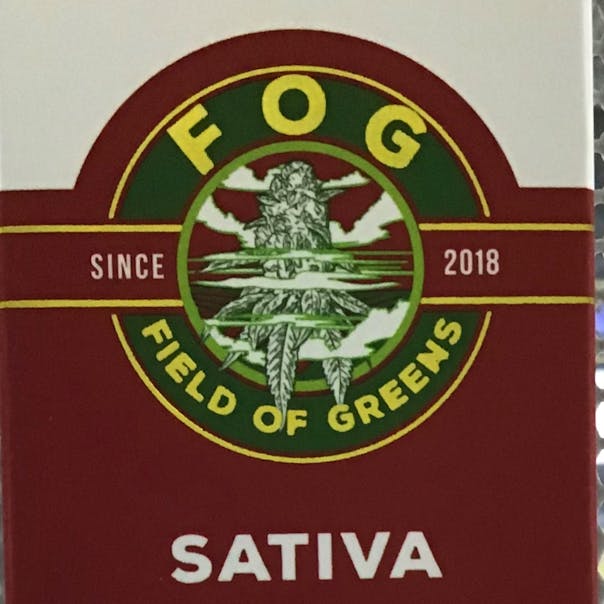 FOG
SINCE 2018
FIELD OF GREENS
SATIVA